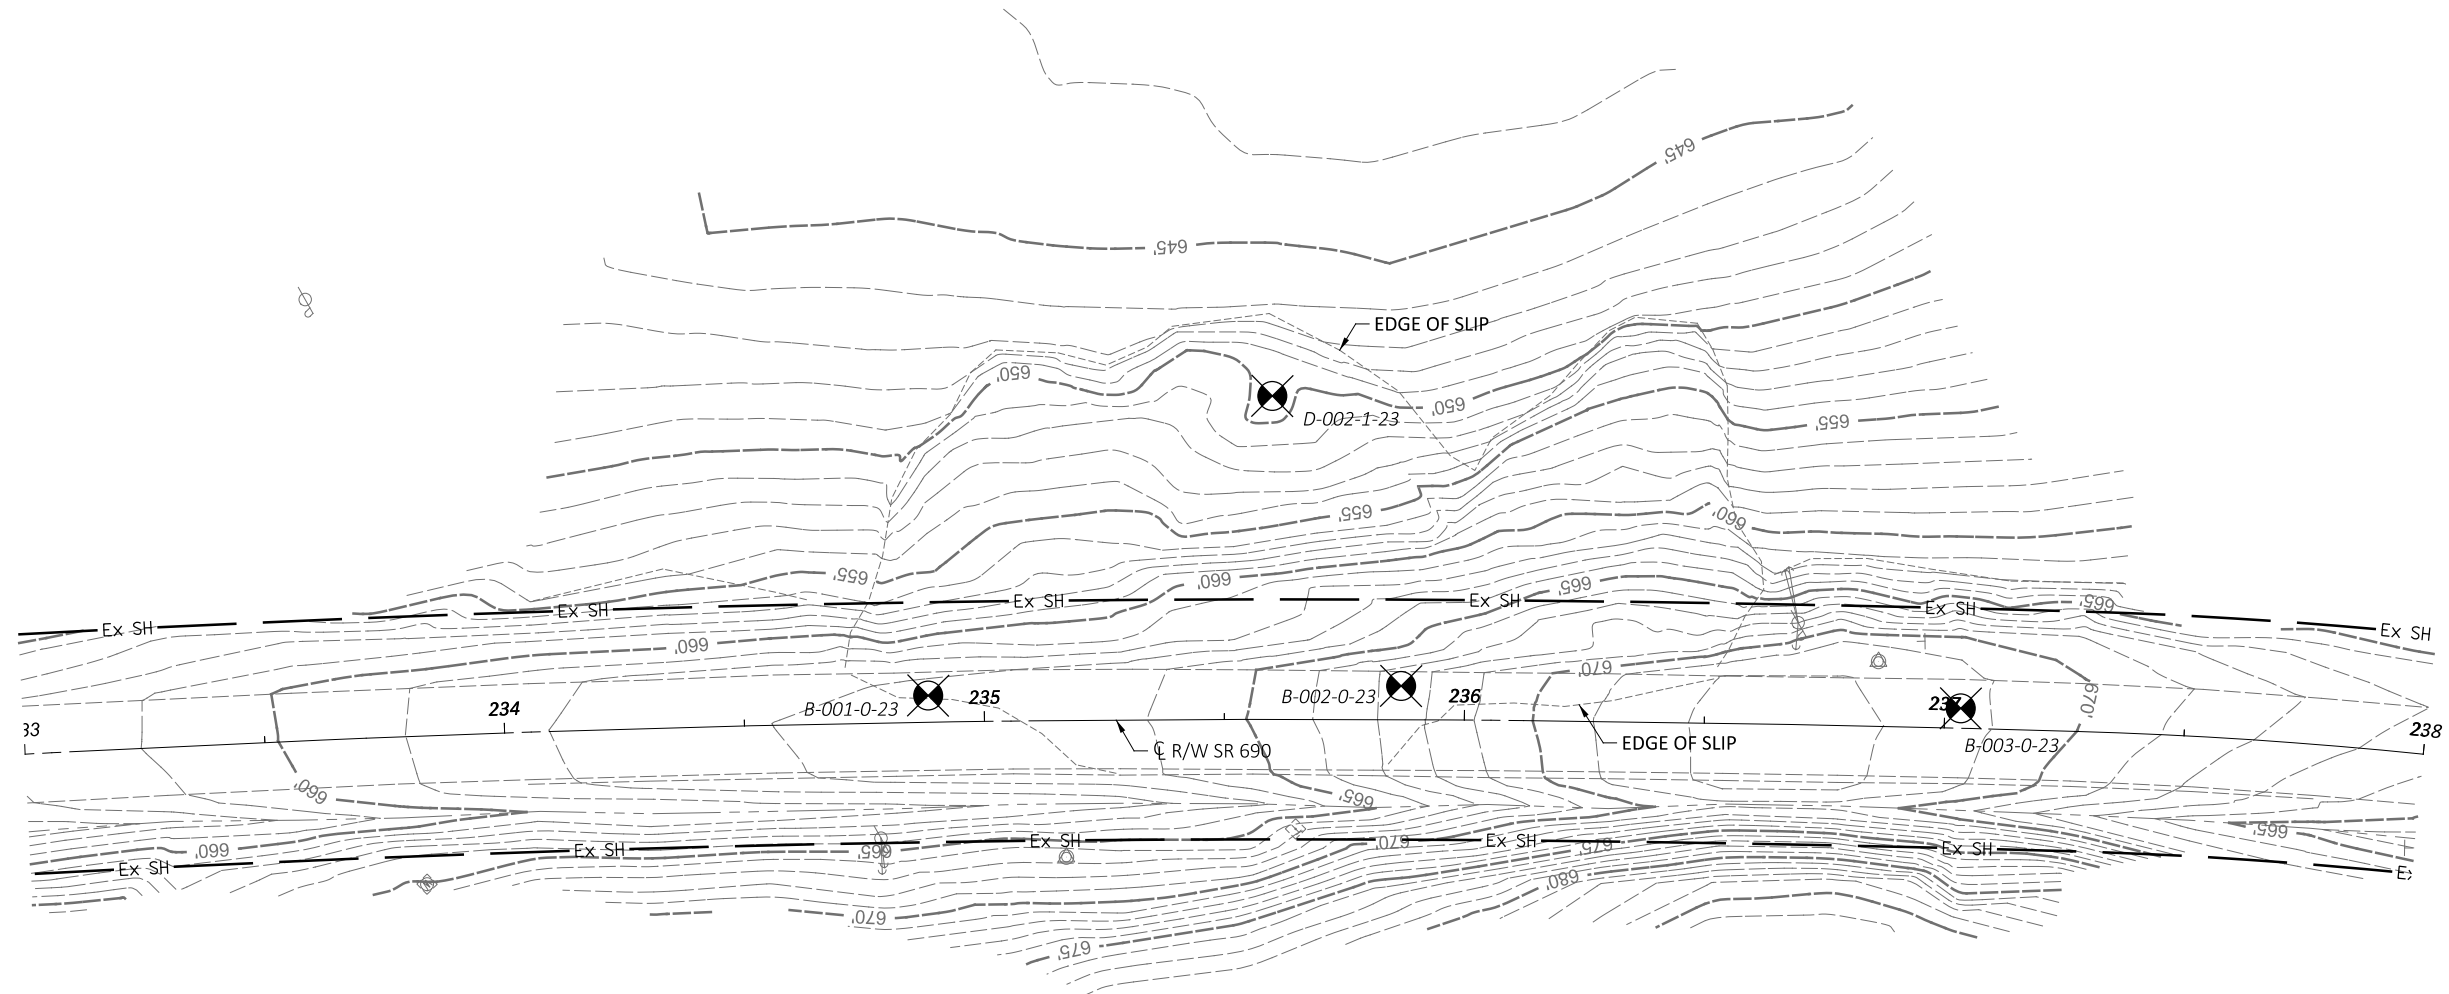 645'
645'
EDGE OF SLIP
650'
650'
D-002-1-23
655'
655'
660'
655'
660'
665'
665'
Ex SH
Ex SH
Ex SH
Ex SH
Ex SH
Ex SH
660'
670'
670'
B-001-0-23
235
B-002-0-23
236
237
234
238
EDGE OF SLIP
B-003-0-23
℄ R/W SR 690
660'
665'
665'
660'
Ex SH
Ex SH
665'
Ex SH
670'
Ex SH
675'
Ex SH
680'
670'
675'